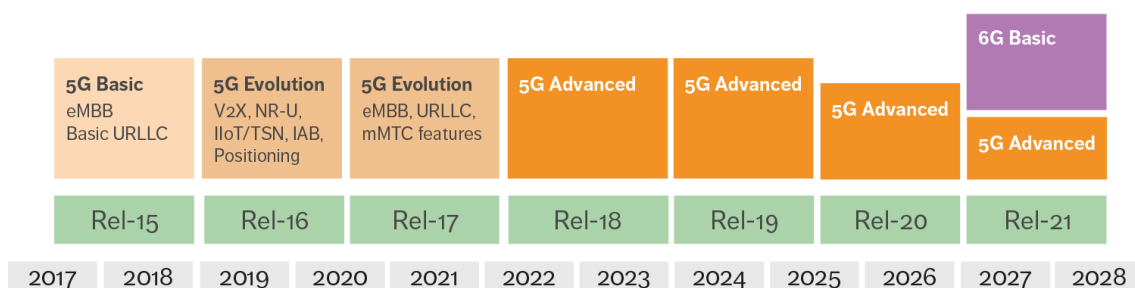 5G Basic
eMBB
Basic URLLC
5G Evolution
V2X, NR-U,
IIoT/TSN, IAB,
Positioning
5G Evolution
eMBB, URLLC,
mMTC features
5G Advanced
5G Advanced
5G Advanced
6G Basic
5G Advanced
Rel-15
Rel-16
Rel-17
Rel-18
Rel-19
Rel-20
Rel-21
2017
2018
2019
2020
2021
2022
2023
2024
2025
2026
2027
2028